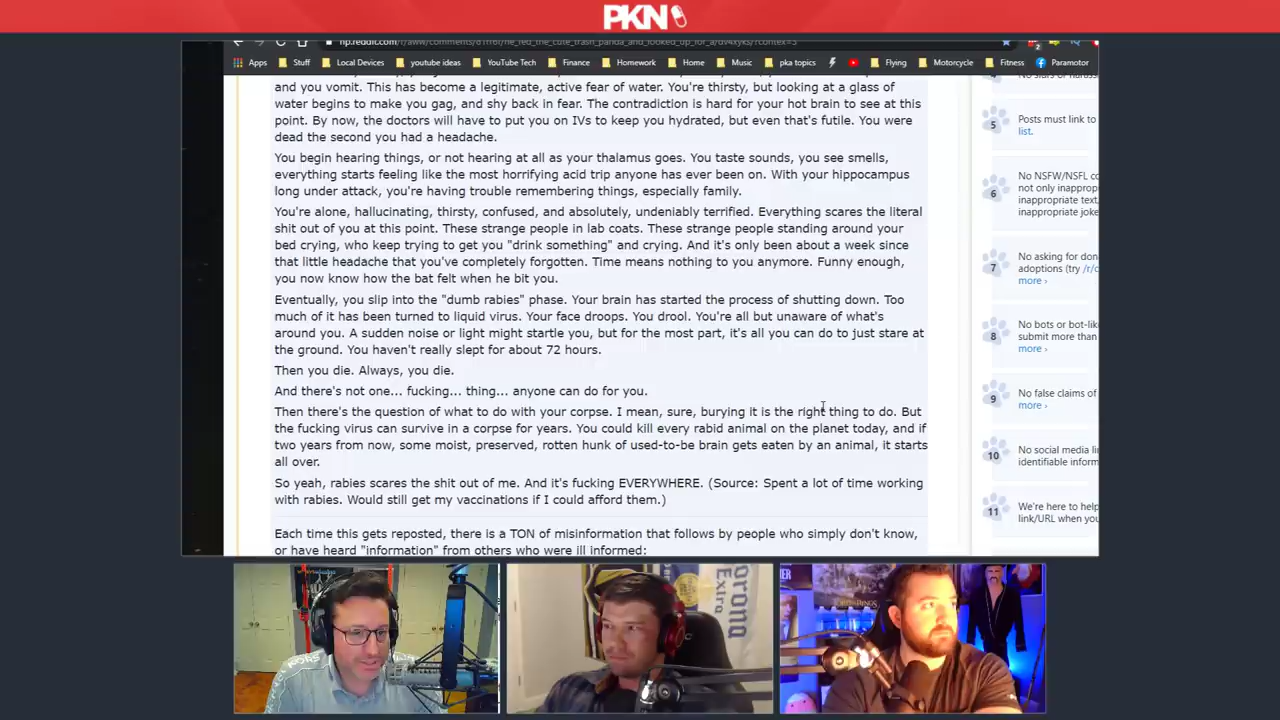 PKN
np.reddit.com/r/aww/comments/
Apps Stuff Local Devices youtube ideas YouTube Tech Finance Homework Home Music pka topics Flying Motorcycle Fitness Paramotor
and you vomit. This has become a legitimate, active fear of water. You're thirsty, but looking at a glass of
water begins to make you gag, and shy back in fear. The contradiction is hard for your hot brain to see at this
point. By now, the doctors will have to put you on IVs to keep you hydrated, but even that's futile. You were
dead the second you had a headache.
You begin hearing things, or not hearing at all as your thalamus goes. You taste sounds, you see smells,
everything starts feeling like the most horrifying acid trip anyone has ever been on. With your hippocampus
long under attack, you're having trouble remembering things, especially family.
You're alone, hallucinating, thirsty, confused, and absolutely, undeniably terrified. Everything scares the literal
shit out of you at this point. These strange people in lab coats. These strange people standing around your
bed crying, who keep trying to get you "drink something" and crying. And it's only been about a week since
that little headache that you've completely forgotten. Time means nothing to you anymore. Funny enough,
you now know how the bat felt when he bit you.
Eventually, you slip into the "dumb rabies" phase. Your brain has started the process of shutting down. Too
much of it has been turned to liquid virus. Your face droops. You drool. You're all but unaware of what's
around you. A sudden noise or light might startle you, but for the most part, it's all you can do to just stare at
the ground. You haven't really slept for about 72 hours.
Then you die. Always, you die.
And there's not one... fucking... thing... anyone can do for you.
Then there's the question of what to do with your corpse. I mean, sure, burying it is the right thing to do. But
the fucking virus can survive in a corpse for years. You could kill every rabid animal on the planet today, and if
two years from now, some moist, preserved, rotten hunk of used-to-be brain gets eaten by an animal, it starts
all over.
So yeah, rabies scares the shit out of me. And it's fucking EVERYWHERE. (Source: Spent a lot of time working
with rabies. Would still get my vaccinations if I could afford them.)
Each time this gets reposted, there is a TON of misinformation that follows by people who simply don't know,
or have heard "information" from others who were ill informed:
5 Posts must link to
list.
6 No NSFW/NSFL co
not only inapprop
inappropriate text,
inappropriate joke
7 No asking for don
adoptions (try /r/c
more ›
8 No bots or bot-lik
submit more than
more ›
9 No false claims of
more ›
10 No social media li
identifiable inform
11 We're here to help
link/URL when you
Corona
Extra